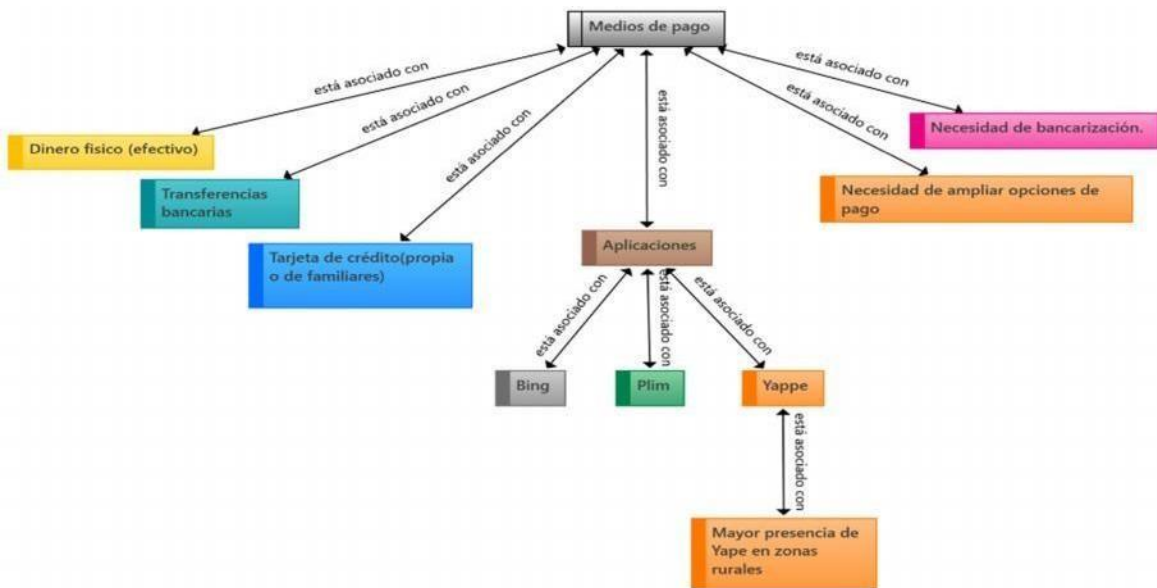 Medios de pago
está asociado con
está asociado con
está asociado con
está asociado con
está asociado con
está asociado con
Necesidad de bancarización.
Dinero fisico (efectivo)
Transferencias
bancarias
Necesidad de ampliar opciones de
pago
Tarjeta de crédito(propia
o de familiares)
Aplicaciones
está asociado con
está asociado con
está asociado con
Bing
Plim
Yappe
está asociado con
Mayor presencia de
Yape en zonas
rurales